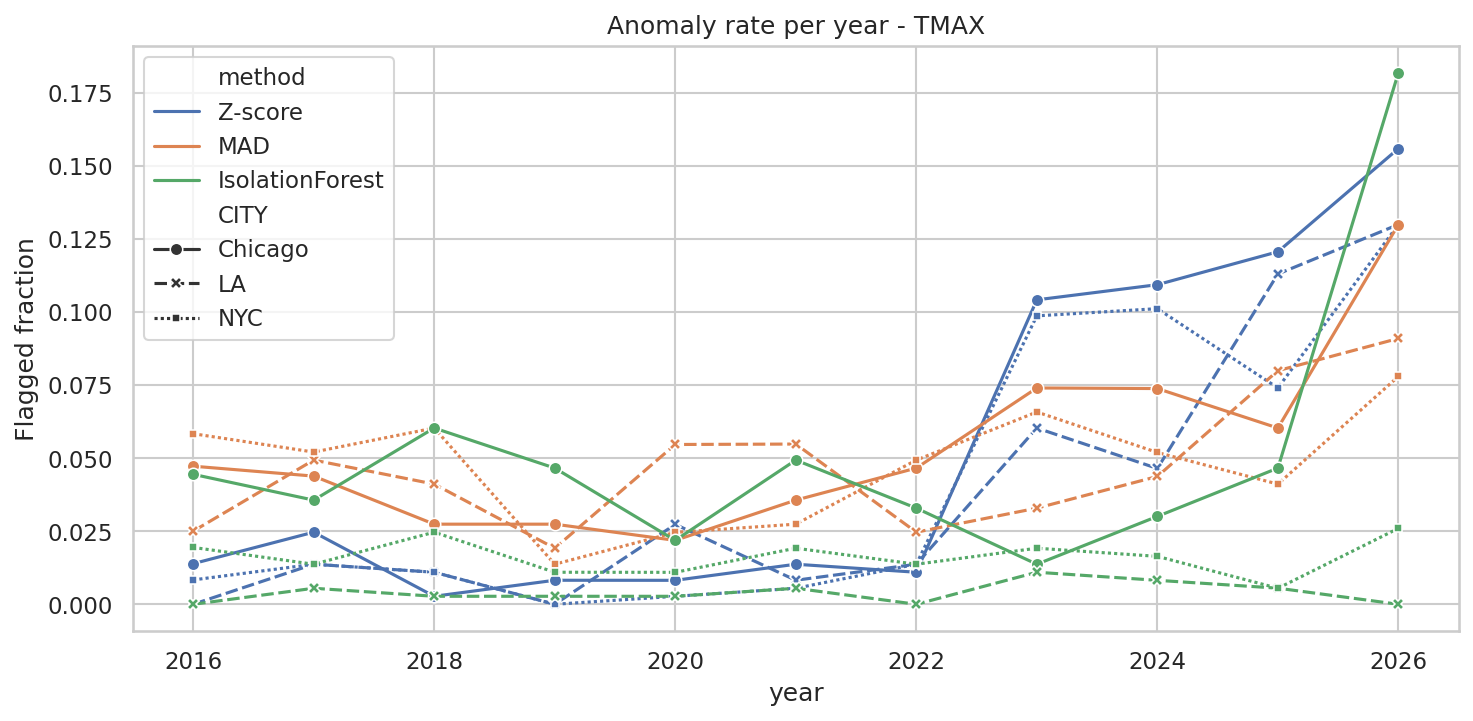 Anomaly rate per year - TMAX
method
Z-score
MAD
IsolationForest
CITY
Chicago
LA
NYC
Flagged fraction
0.175
0.150
0.125
0.100
0.075
0.050
0.025
0.000
2016 2018 2020 2022 2024 2026
year